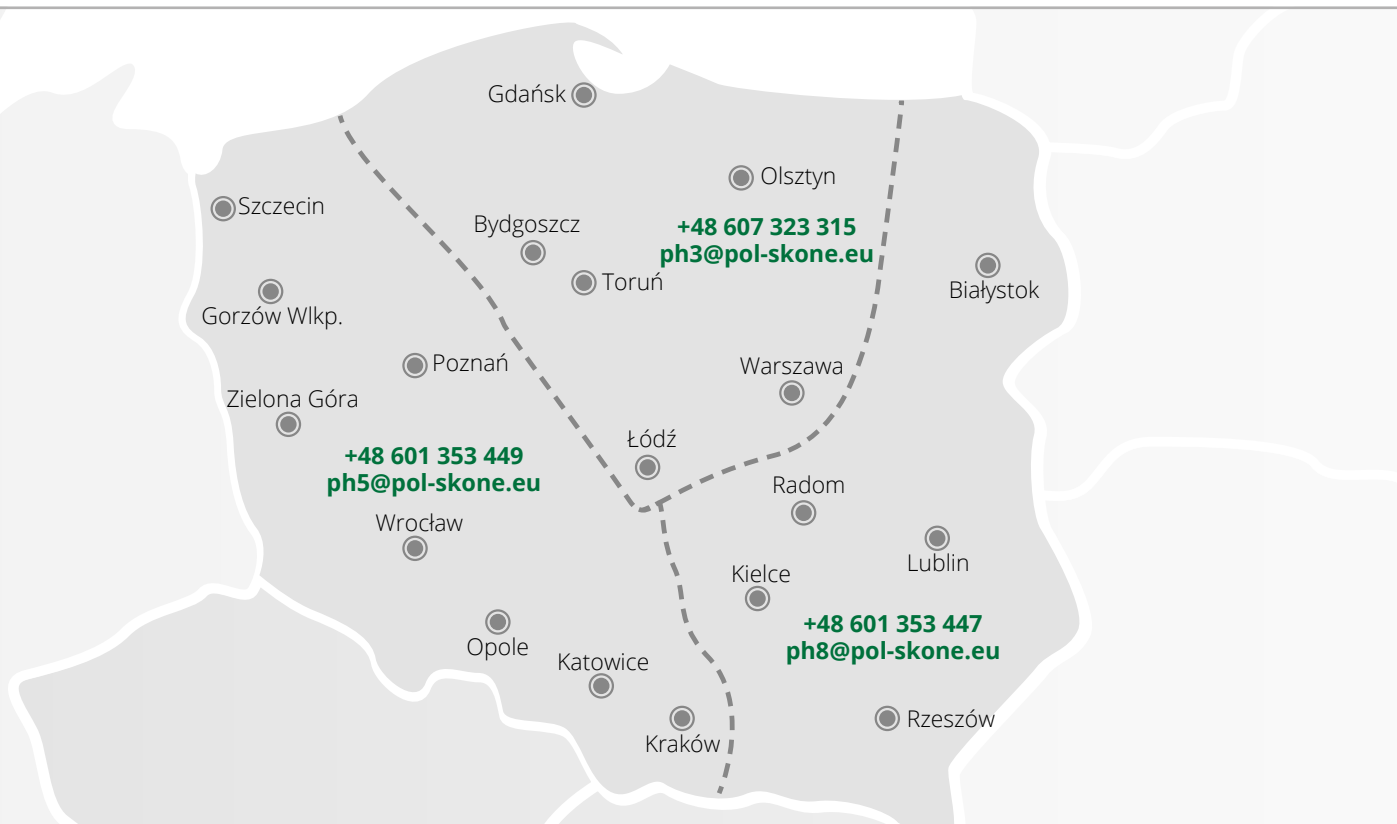 Gdańsk
Olsztyn
Szczecin
Bydgoszcz
+48 607 323 315
ph3@pol-skone.eu
Toruń
Białystok
Gorzów Wlkp.
Poznań
Warszawa
Zielona Góra
Łódź
+48 601 353 449
ph5@pol-skone.eu
Radom
Wrocław
Lublin
Kielce
+48 601 353 447
ph8@pol-skone.eu
Opole
Katowice
Rzeszów
Kraków